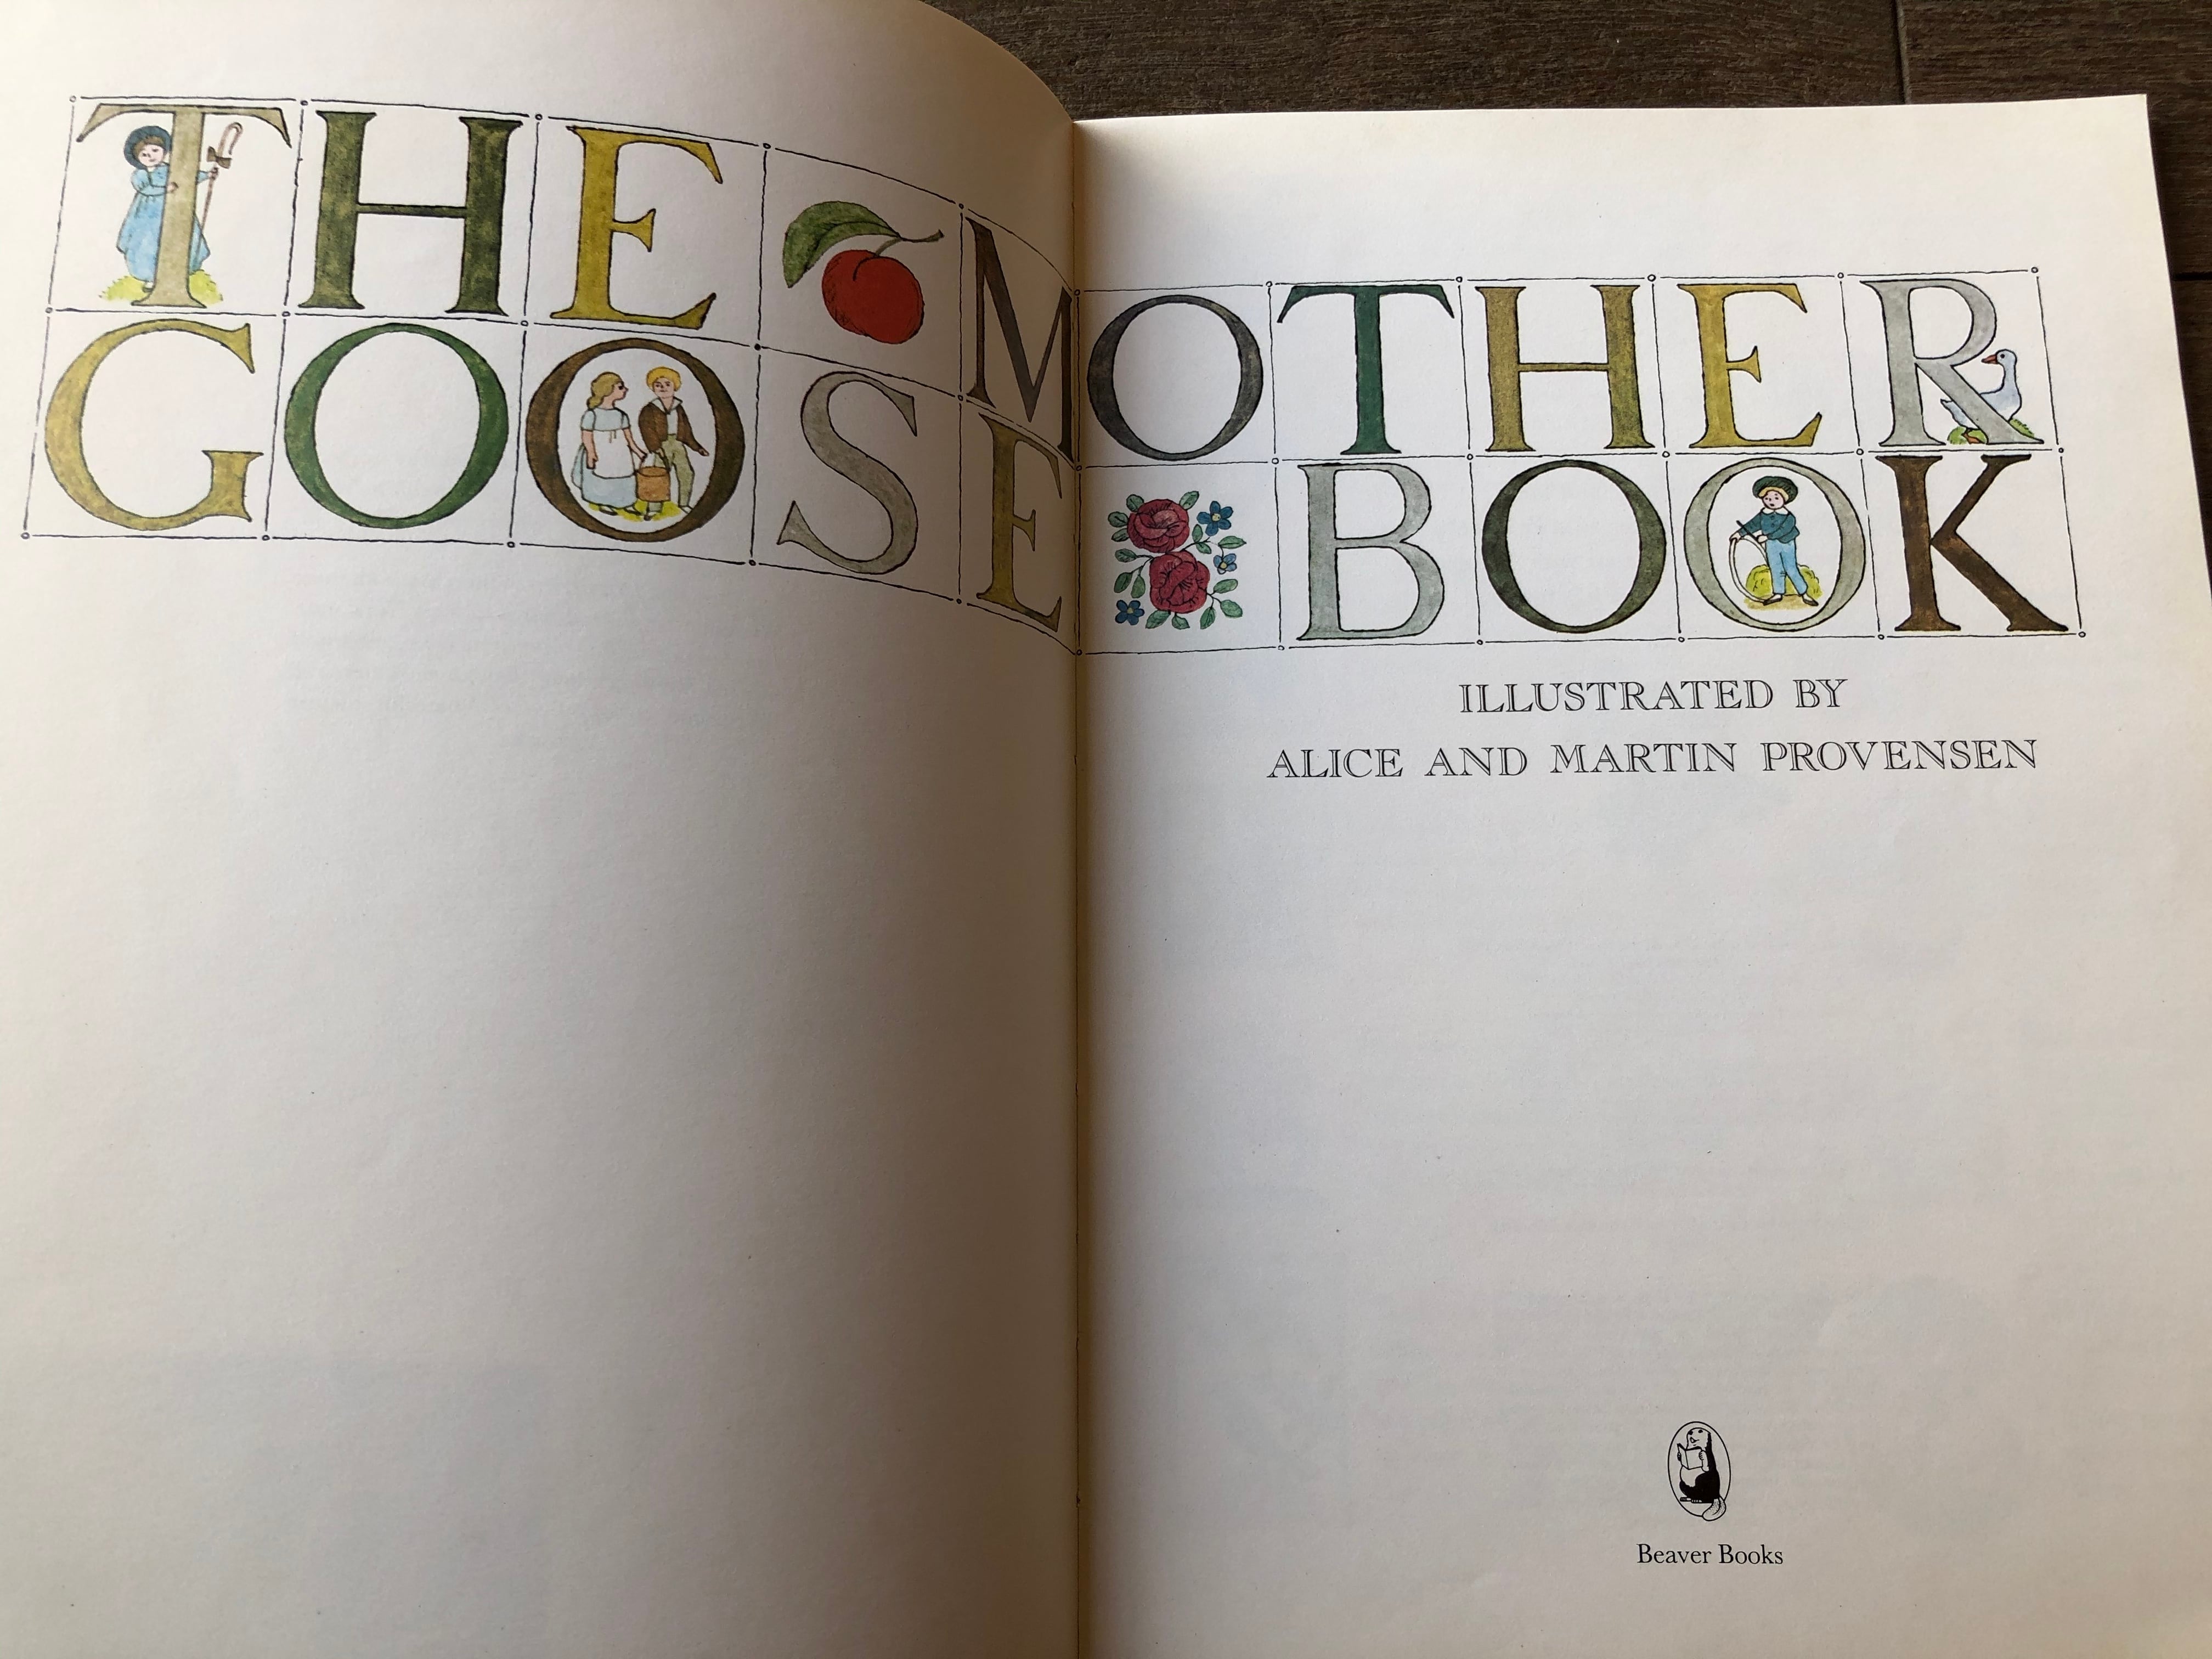 THE MOTHER
GOOSE BOOK
ILLUSTRATED BY
ALICE AND MARTIN PROVENSEN
Beaver Books